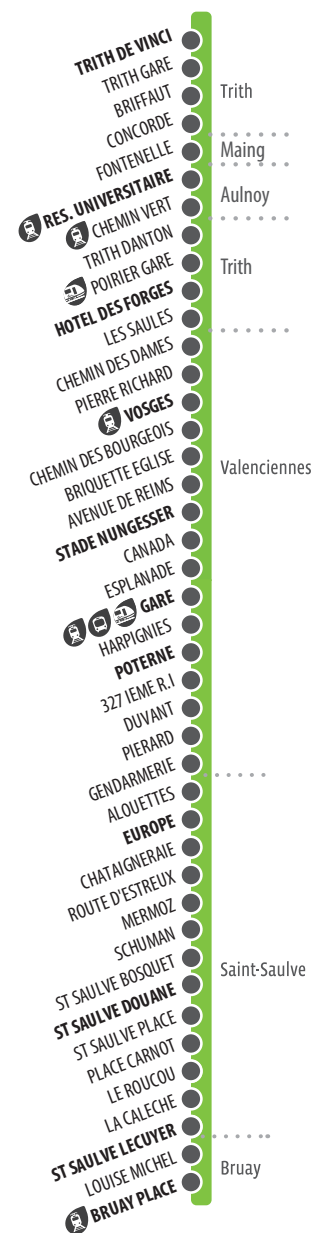 TRITH DE VINCI
TRITH GARE
BRIFFAUT
CONCORDE
FONTENELLE
RES. UNIVERSITAIRE
CHEMIN VERT
TRITH DANTON
POIRIER GARE
HOTEL DES FORGES
LES SAULES
CHEMIN DES DAMES
PIERRE RICHARD
VOSGES
CHEMIN DES BOURGEOIS
BRIQUETTE EGLISE
AVENUE DE REIMS
STADE NUNGESSER
CANADA
ESPLANADE
GARE
HARPIGNIES
POTERNE
327 IEME R.I
DUVANT
PIERARD
GENDARMERIE
ALOUETTES
EUROPE
CHATAIGNERAIE
ROUTE D'ESTREUX
MERMOZ
SCHUMAN
ST SAULVE BOSQUET
ST SAULVE DOUANE
ST SAULVE PLACE
PLACE CARNOT
LE ROUCOU
LA CALECHE
ST SAULVE LECUYER
LOUISE MICHEL
BRUAY PLACE
Trith
Maing
Aulnoy
Trith
Valenciennes
Saint-Saulve
Bruay